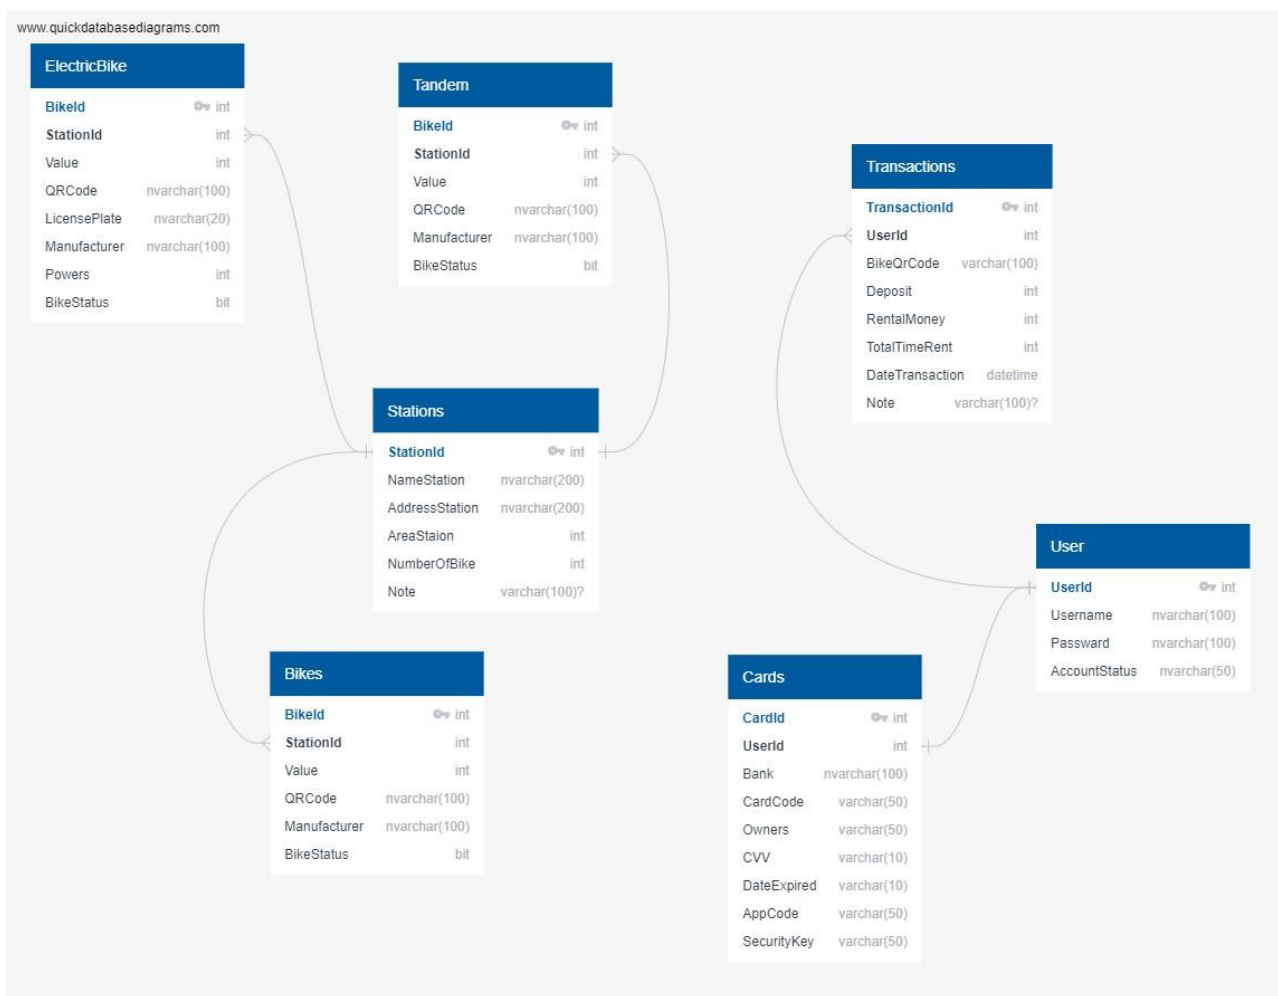 www.quickdatabasediagrams.com
ElectricBike
BikeId int
StationId int
Value int
QRCode nvarchar(100)
LicensePlate nvarchar(20)
Manufacturer nvarchar(100)
Powers int
BikeStatus bit
Tandem
BikeId int
StationId int
Value int
QRCode nvarchar(100)
Manufacturer nvarchar(100)
BikeStatus bit
Transactions
TransactionId int
UserId int
BikeQrCode varchar(100)
Deposit int
RentalMoney int
TotalTimeRent int
DateTransaction datetime
Note varchar(100)?
Stations
StationId int
NameStation nvarchar(200)
AddressStation nvarchar(200)
AreaStaion int
NumberOfBike int
Note varchar(100)?
User
UserId int
Username nvarchar(100)
Passward nvarchar(100)
AccountStatus nvarchar(50)
Bikes
BikeId int
StationId int
Value int
QRCode nvarchar(100)
Manufacturer nvarchar(100)
BikeStatus bit
Cards
CardId int
UserId int
Bank nvarchar(100)
CardCode varchar(50)
Owners varchar(50)
CVV varchar(10)
DateExpired varchar(10)
AppCode varchar(50)
SecurityKey varchar(50)